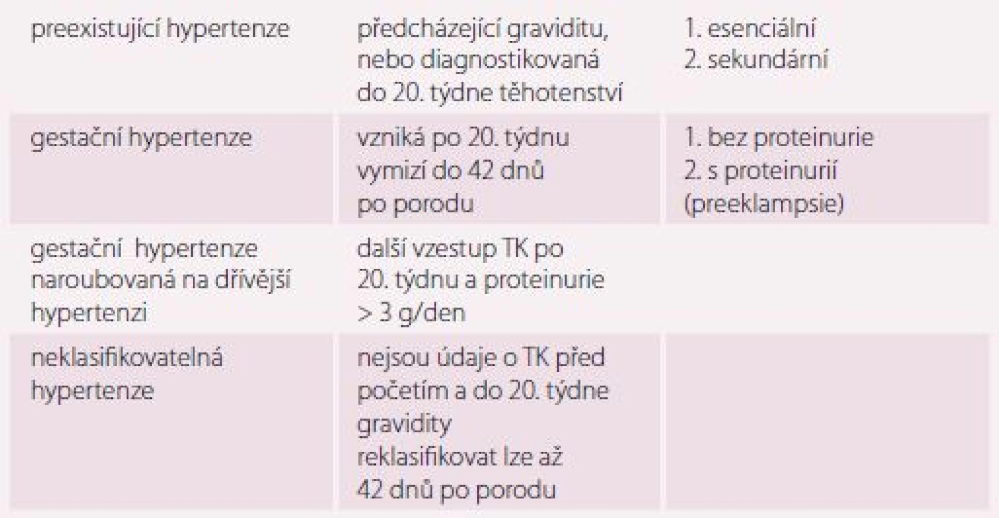 preexistující hypertenze
předcházející graviditu,
nebo diagnostikovaná
do 20. týdne těhotenství
1. esenciální
2. sekundární
gestační hypertenze
vzniká po 20. týdnu
vymizí do 42 dnů
po porodu
1. bez proteinurie
2. s proteinurií
(preeklampsie)
gestační hypertenze
naroubovaná na dřívější
hypertenzi
další vzestup TK po
20. týdnu a proteinurie
> 3 g/den
neklasifikovatelná
hypertenze
nejsou údaje o TK před
početím a do 20. týdne
gravidity
reklasifikovat lze až
42 dnů po porodu